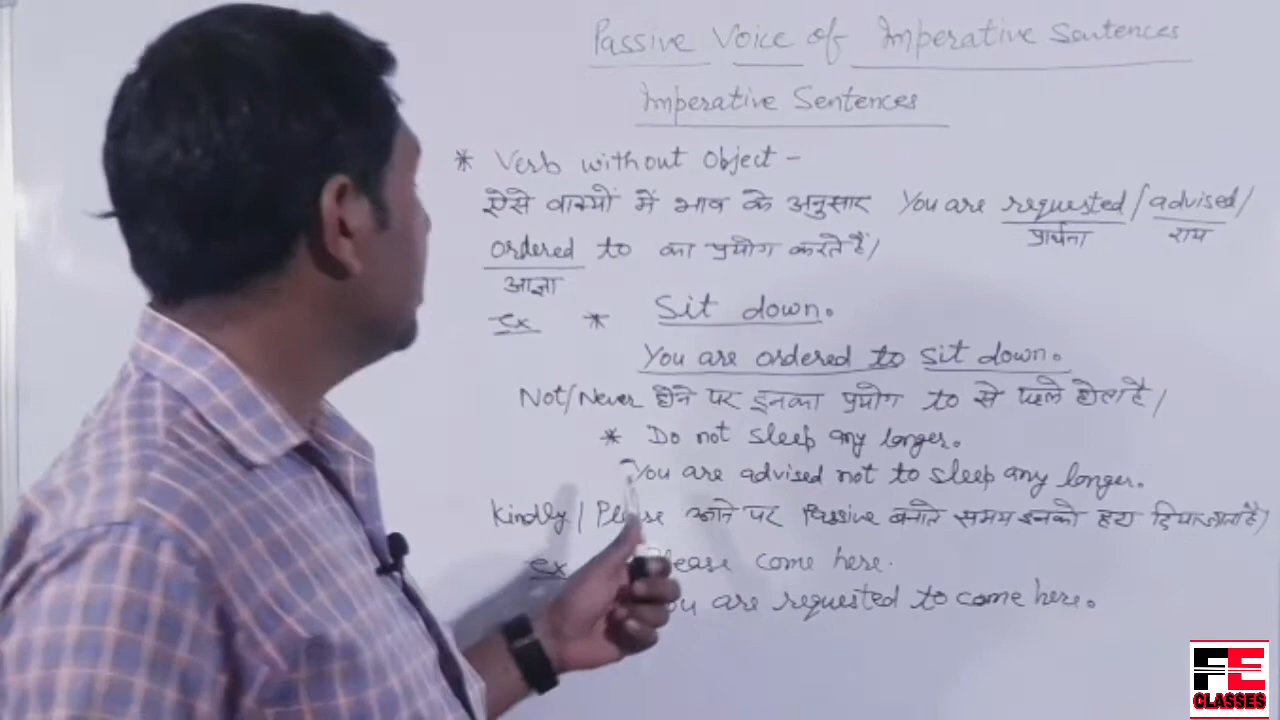 Passive Voice of Imperative Sentences
Imperative Sentences
* Verb without Object -
ऐसे वाक्यों में भाव के अनुसार You are requested/advised/
प्रार्थना राय
ordered to का प्रयोग करते हैं/
आज्ञा
ex * Sit down.
You are ordered to sit down.
Not/Never होने पर इनका प्रयोग to से पहले होता है/
* Do not sleep any longer.
You are advised not to sleep any longer.
Kindly/Please आने पर Passive बनाते समय इनको हटा दिया जाता है/
ex Please come here.
You are requested to come here.
FE
CLASSES